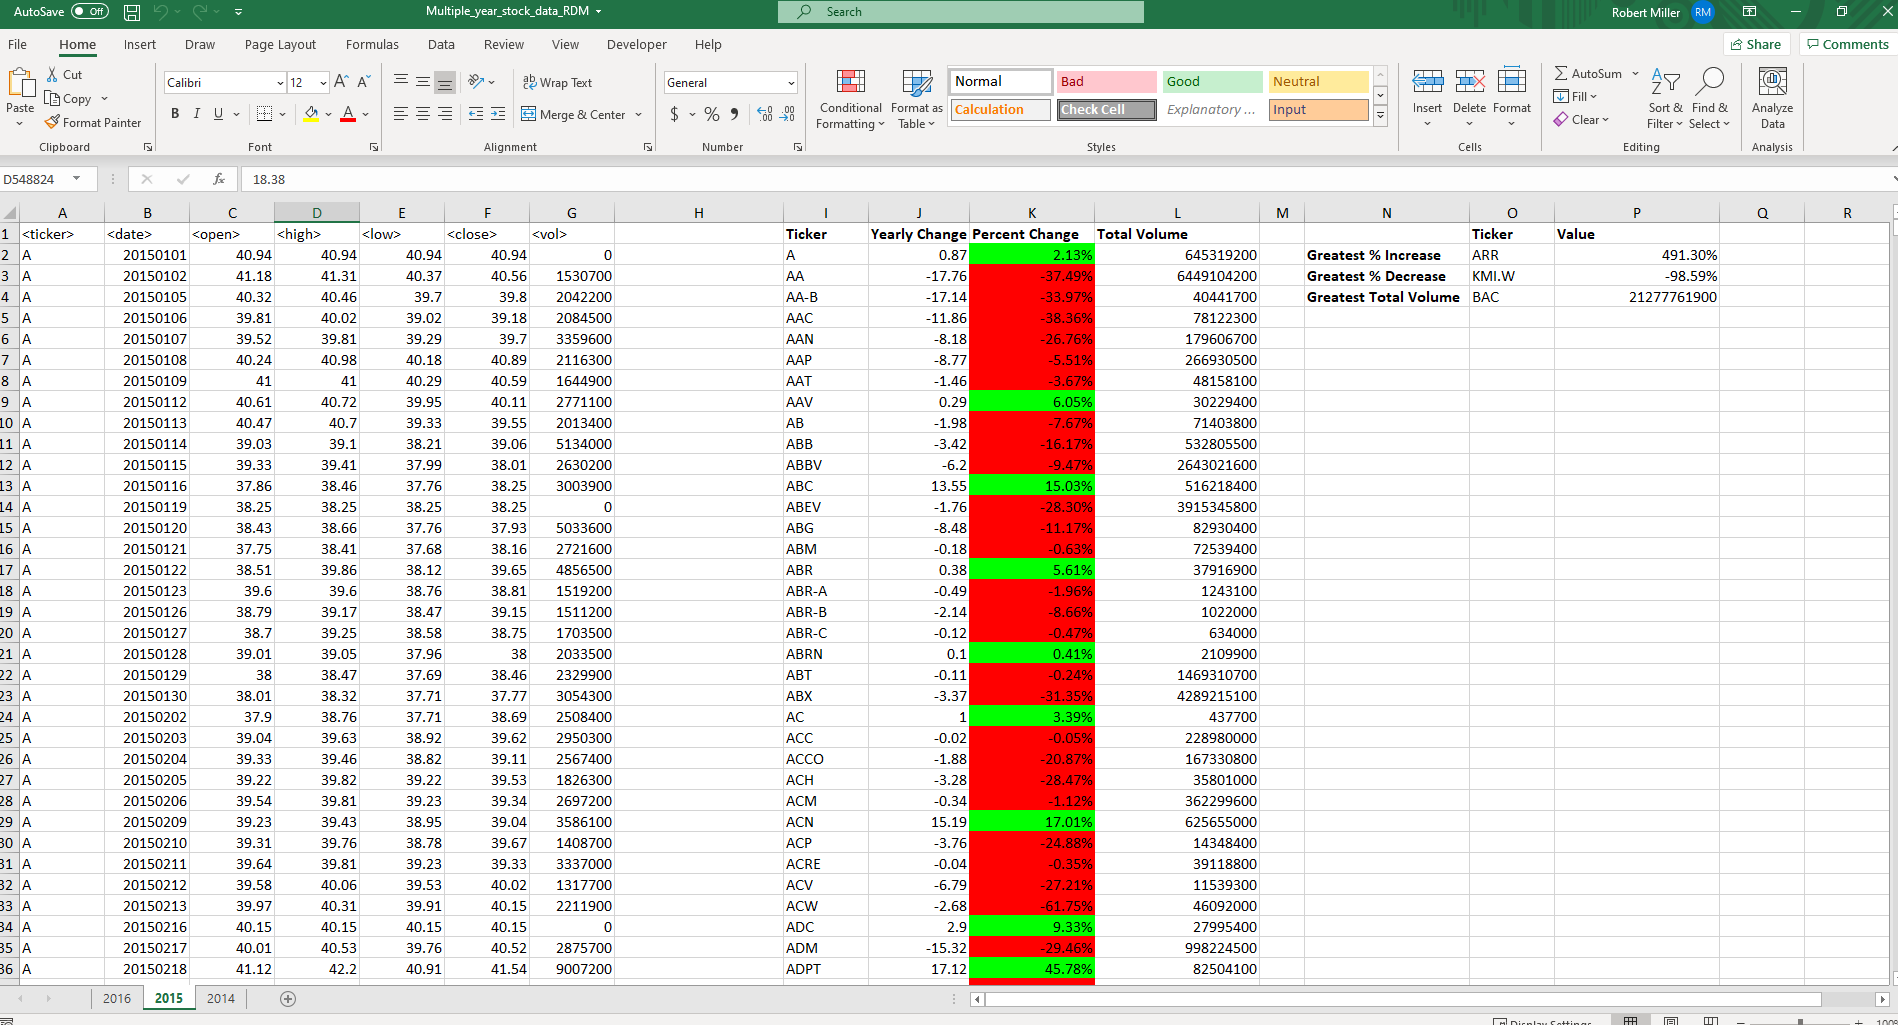 AutoSave Off Multiple_year_stock_data_RDM Search Robert Miller RM
File Home Insert Draw Page Layout Formulas Data Review View Developer Help Share Comments
Cut
Copy
Format Painter
Paste
Clipboard
Calibri 12
B I U
Font
Wrap Text
Merge & Center
Alignment
General
$ % 9
Number
Conditional Formatting
Format as Table
Normal Bad Good Neutral
Calculation Check Cell Explanatory ... Input
Styles
Insert Delete Format
Cells
AutoSum
Fill
Clear
Sort & Filter
Find & Select
Editing
Analyze Data
Analysis
D548824 fx 18.38
A B C D E F G H I J K L M N O P Q R
1 <ticker> <date> <open> <high> <low> <close> <vol> Ticker Yearly Change Percent Change Total Volume Ticker Value
2 A 20150101 40.94 40.94 40.94 40.94 0 A 0.87 2.13% 645319200 Greatest % Increase ARR 491.30%
3 A 20150102 41.18 41.31 40.37 40.56 1530700 AA -17.76 -37.49% 6449104200 Greatest % Decrease KMI.W -98.59%
4 A 20150105 40.32 40.46 39.7 39.8 2042200 AA-B -17.14 -33.97% 40441700 Greatest Total Volume BAC 21277761900
5 A 20150106 39.81 40.02 39.02 39.18 2084500 AAC -11.86 -38.36% 78122300
6 A 20150107 39.52 39.81 39.29 39.7 3359600 AAN -8.18 -26.76% 179606700
7 A 20150108 40.24 40.98 40.18 40.89 2116300 AAP -8.77 -5.51% 266930500
8 A 20150109 41 41 40.29 40.59 1644900 AAT -1.46 -3.67% 48158100
9 A 20150112 40.61 40.72 39.95 40.11 2771100 AAV 0.29 6.05% 30229400
10 A 20150113 40.47 40.7 39.33 39.55 2013400 AB -1.98 -7.67% 71403800
11 A 20150114 39.03 39.1 38.21 39.06 5134000 ABB -3.42 -16.17% 532805500
12 A 20150115 39.33 39.41 37.99 38.01 2630200 ABBV -6.2 -9.47% 2643021600
13 A 20150116 37.86 38.46 37.76 38.25 3003900 ABC 13.55 15.03% 516218400
14 A 20150119 38.25 38.25 38.25 38.25 0 ABEV -1.76 -28.30% 3915345800
15 A 20150120 38.43 38.66 37.76 37.93 5033600 ABG -8.48 -11.17% 82930400
16 A 20150121 37.75 38.41 37.68 38.16 2721600 ABM -0.18 -0.63% 72539400
17 A 20150122 38.51 39.86 38.12 39.65 4856500 ABR 0.38 5.61% 37916900
18 A 20150123 39.6 39.6 38.76 38.81 1519200 ABR-A -0.49 -1.96% 1243100
19 A 20150126 38.79 39.17 38.47 39.15 1511200 ABR-B -2.14 -8.66% 1022000
20 A 20150127 38.7 39.25 38.58 38.75 1703500 ABR-C -0.12 -0.47% 634000
21 A 20150128 39.01 39.05 37.96 38 2033500 ABRN 0.1 0.41% 2109900
22 A 20150129 38 38.47 37.69 38.46 2329900 ABT -0.11 -0.24% 1469310700
23 A 20150130 38.01 38.32 37.71 37.77 3054300 ABX -3.37 -31.35% 4289215100
24 A 20150202 37.9 38.76 37.71 38.69 2508400 AC 1 3.39% 437700
25 A 20150203 39.04 39.63 38.92 39.62 2950300 ACC -0.02 -0.05% 228980000
26 A 20150204 39.33 39.46 38.82 39.11 2567400 ACCO -1.88 -20.87% 167330800
27 A 20150205 39.22 39.82 39.22 39.53 1826300 ACH -3.28 -28.47% 35801000
28 A 20150206 39.54 39.81 39.23 39.34 2697200 ACM -0.34 -1.12% 362299600
29 A 20150209 39.23 39.43 38.95 39.04 3586100 ACN 15.19 17.01% 625655000
30 A 20150210 39.31 39.76 38.78 39.67 1408700 ACP -3.76 -24.88% 14348400
31 A 20150211 39.64 39.81 39.23 39.33 3337000 ACRE -0.04 -0.35% 39118800
32 A 20150212 39.58 40.06 39.53 40.02 1317700 ACV -6.79 -27.21% 11539300
33 A 20150213 39.97 40.31 39.91 40.15 2211900 ACW -2.68 -61.75% 46092000
34 A 20150216 40.15 40.15 40.15 40.15 0 ADC 2.9 9.33% 27995400
35 A 20150217 40.01 40.53 39.76 40.52 2875700 ADM -15.32 -29.46% 998224500
36 A 20150218 41.12 42.2 40.91 41.54 9007200 ADPT 17.12 45.78% 82504100
2016 2015 2014
Display Settings